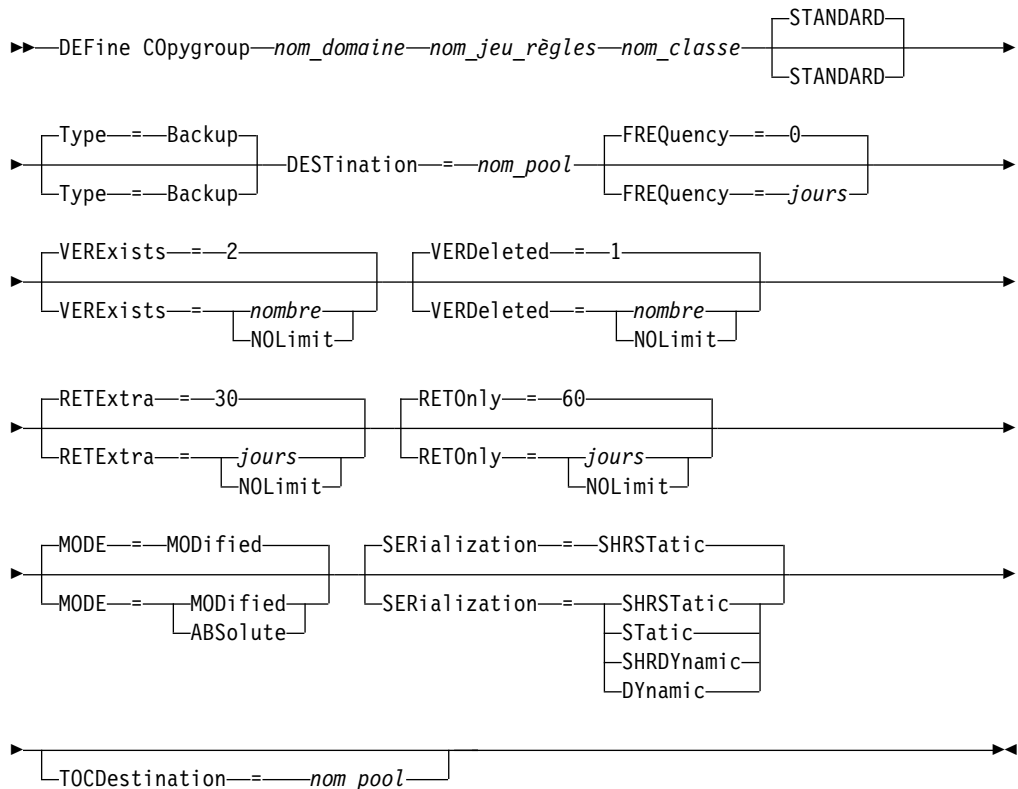 STANDARD
DEFine COpygroup nom_domaine nom_jeu_règles nom_classe
STANDARD
Type = Backup FREQuency = 0
DESTination = nom_pool
Type = Backup FREQuency = jours
VERExists = 2 VERDeleted = 1
VERExists = nombre VERDeleted = nombre
NOLimit NOLimit
RETExtra = 30 RETOnly = 60
RETExtra = jours RETOnly = jours
NOLimit NOLimit
MODE = MODified SERialization = SHRSTatic
MODE = MODified SERialization = SHRSTatic
ABSolute STatic
SHRDYnamic
DYnamic
TOCDestination = nom_pool